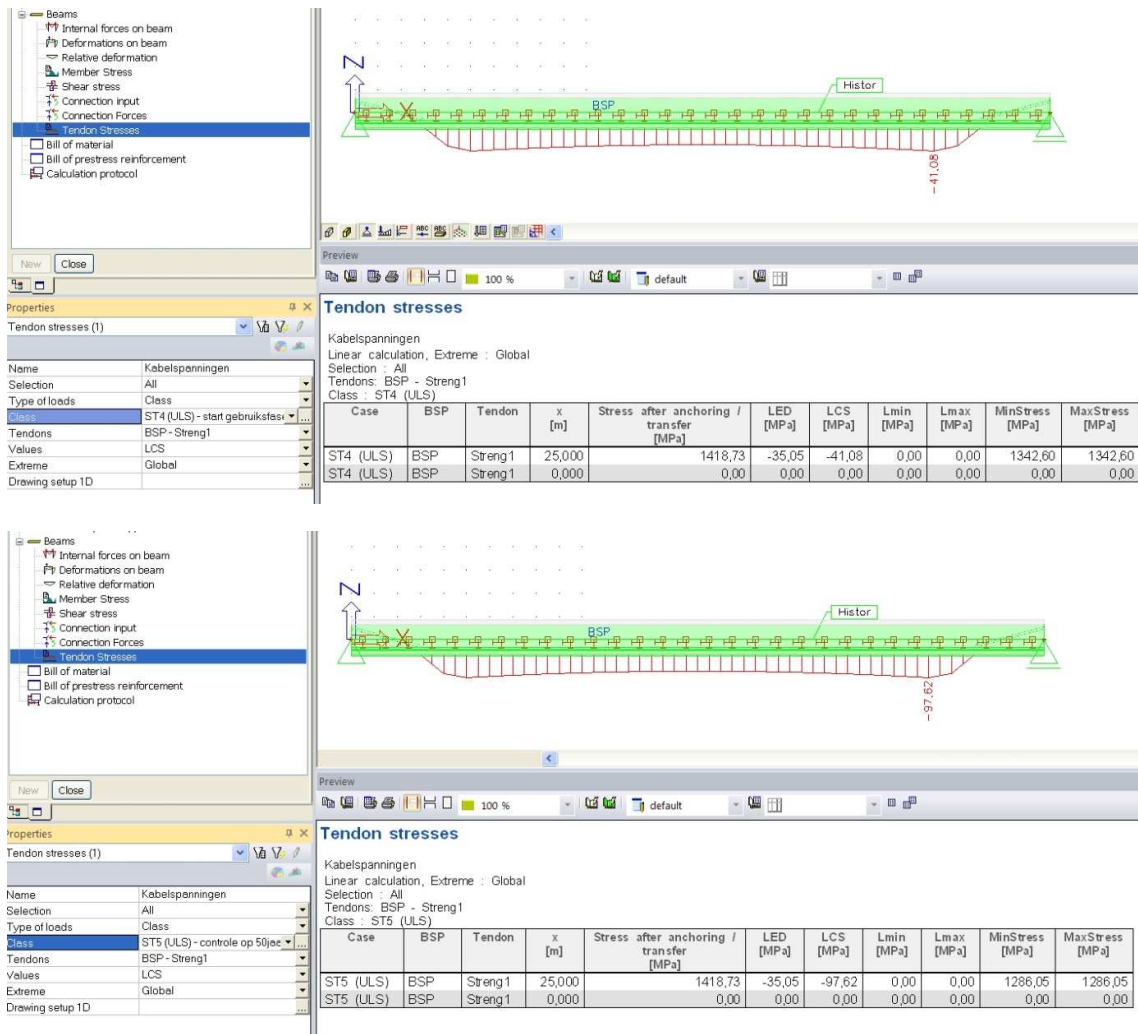 Beams
Internal forces on beam
Deformations on beam
Relative deformation
Member Stress
Shear stress
Connection input
Connection Forces
Tendon Stresses
Bill of material
Bill of prestress reinforcement
Calculation protocol
New Close
Properties
Tendon stresses (1)
Name Kabelspanningen
Selection All
Type of loads Class
Class ST4 (ULS) - start gebruiksfase
Tendons BSP - Streng1
Values LCS
Extreme Global
Drawing setup 1D
Z
X
BSP
Histor
-41.08
Preview
100 %
default
Tendon stresses
Kabelspanningen
Linear calculation, Extreme : Global
Selection : All
Tendons: BSP - Streng1
Class : ST4 (ULS)
Case BSP Tendon x [m] Stress after anchoring / transfer [MPa] LED [MPa] LCS [MPa] Lmin [MPa] Lmax [MPa] MinStress [MPa] MaxStress [MPa]
ST4 (ULS) BSP Streng1 25,000 1418,73 -35,05 -41,08 0,00 0,00 1342,60 1342,60
ST4 (ULS) BSP Streng1 0,000 0,00 0,00 0,00 0,00 0,00 0,00 0,00
Beams
Internal forces on beam
Deformations on beam
Relative deformation
Member Stress
Shear stress
Connection input
Connection Forces
Tendon Stresses
Bill of material
Bill of prestress reinforcement
Calculation protocol
New Close
Properties
Tendon stresses (1)
Name Kabelspanningen
Selection All
Type of loads Class
Class ST5 (ULS) - controle op 50jaa
Tendons BSP - Streng1
Values LCS
Extreme Global
Drawing setup 1D
Z
X
BSP
Histor
-97.62
Preview
100 %
default
Tendon stresses
Kabelspanningen
Linear calculation, Extreme : Global
Selection : All
Tendons: BSP - Streng1
Class : ST5 (ULS)
Case BSP Tendon x [m] Stress after anchoring / transfer [MPa] LED [MPa] LCS [MPa] Lmin [MPa] Lmax [MPa] MinStress [MPa] MaxStress [MPa]
ST5 (ULS) BSP Streng1 25,000 1418,73 -35,05 -97,62 0,00 0,00 1286,05 1286,05
ST5 (ULS) BSP Streng1 0,000 0,00 0,00 0,00 0,00 0,00 0,00 0,00